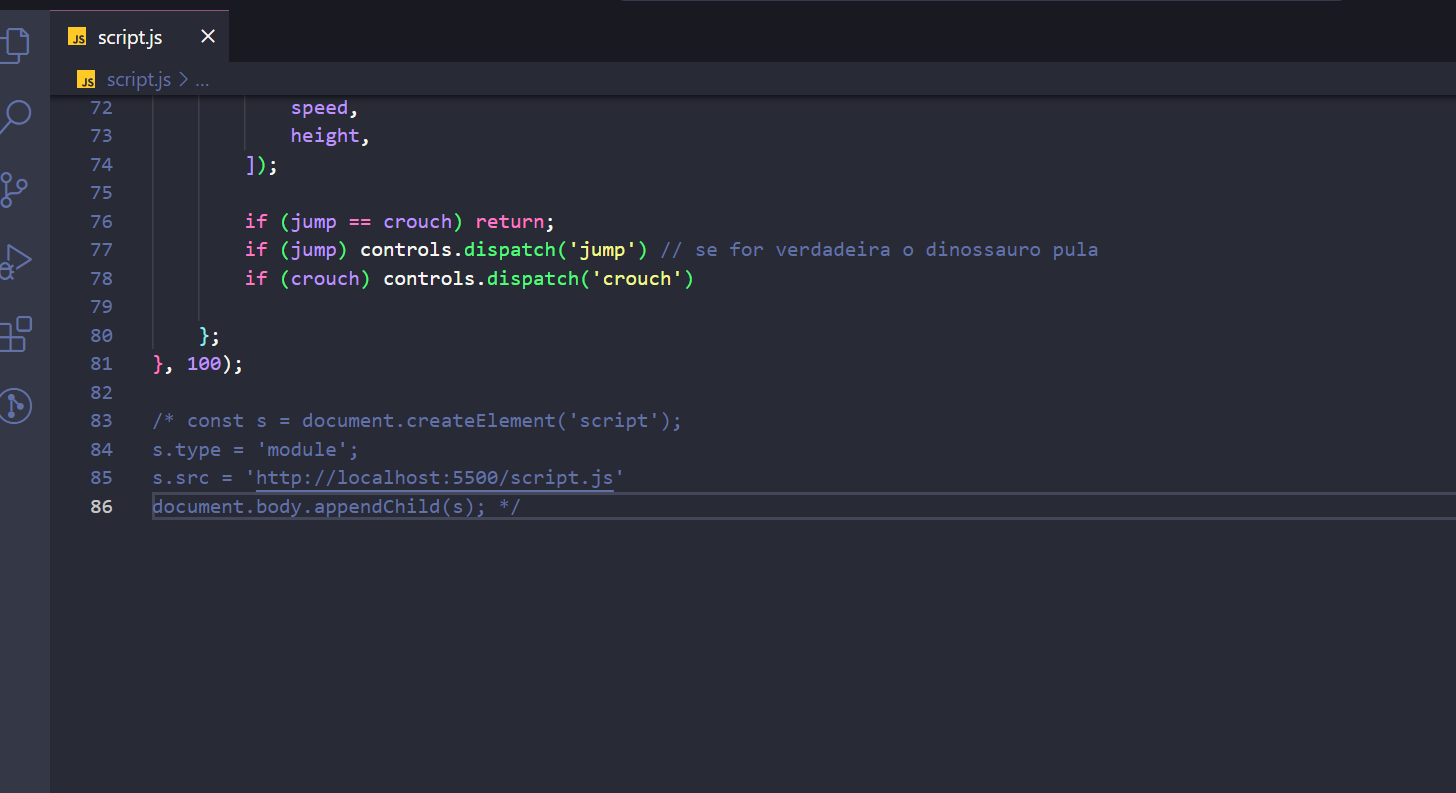 JS script.js
JS script.js > ...
72 speed,
73 height,
74 ]);
75
76 if (jump == crouch) return;
77 if (jump) controls.dispatch('jump') // se for verdadeira o dinossauro pula
78 if (crouch) controls.dispatch('crouch')
79
80 };
81 }, 100);
82
83 /* const s = document.createElement('script');
84 s.type = 'module';
85 s.src = 'http://localhost:5500/script.js'
86 document.body.appendChild(s); */